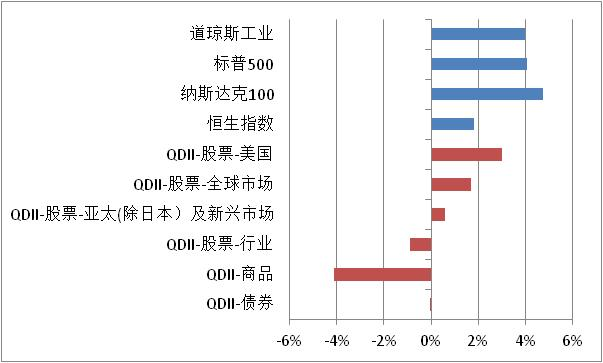 道琼斯工业
标普500
纳斯达克100
恒生指数
QDII-股票-美国
QDII-股票-全球市场
QDII-股票-亚太(除日本）及新兴市场
QDII-股票-行业
QDII-商品
QDII-债券
-6% -4% -2% 0% 2% 4% 6%